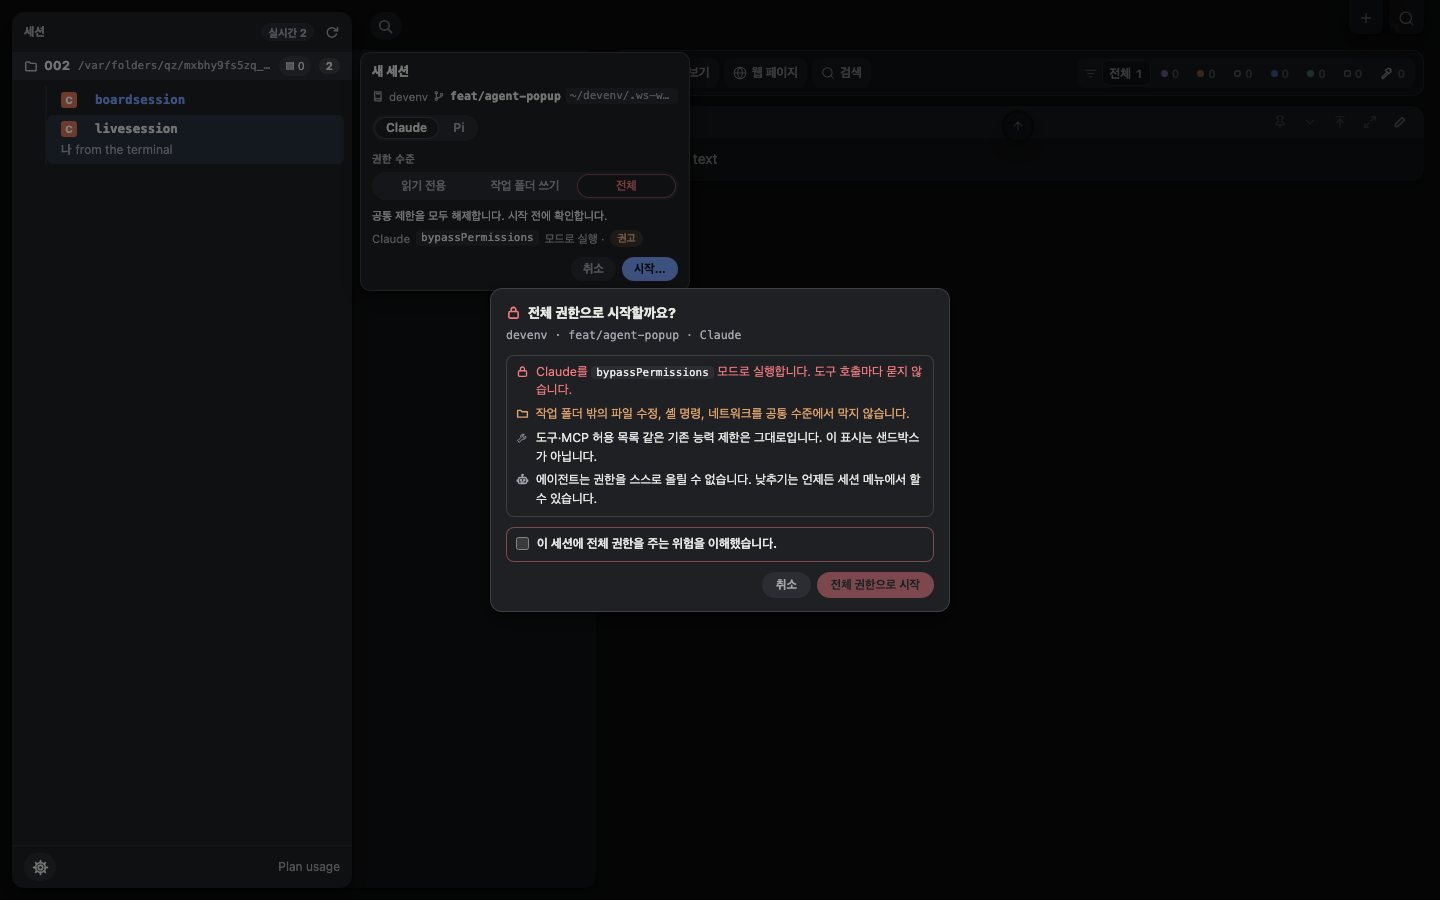 세션
실시간 2
002 /var/folders/qz/mxbhy9fs5zq_… 0 2
C boardsession
C livesession
나 from the terminal
Plan usage
새 세션
devenv feat/agent-popup ~/devenv/.ws-w…
Claude Pi
권한 수준
읽기 전용 작업 폴더 쓰기 전체
공통 제한을 모두 해제합니다. 시작 전에 확인합니다.
Claude bypassPermissions 모드로 실행 · 권고
취소 시작…
보기 웹 페이지 검색
전체 1 0 0 0 0 0 0 0
text
전체 권한으로 시작할까요?
devenv · feat/agent-popup · Claude
Claude를 bypassPermissions 모드로 실행합니다. 도구 호출마다 묻지 않
습니다.
작업 폴더 밖의 파일 수정, 셸 명령, 네트워크를 공통 수준에서 막지 않습니다.
도구·MCP 허용 목록 같은 기존 능력 제한은 그대로입니다. 이 표시는 샌드박스
가 아닙니다.
에이전트는 권한을 스스로 올릴 수 없습니다. 낮추기는 언제든 세션 메뉴에서 할
수 있습니다.
이 세션에 전체 권한을 주는 위험을 이해했습니다.
취소 전체 권한으로 시작